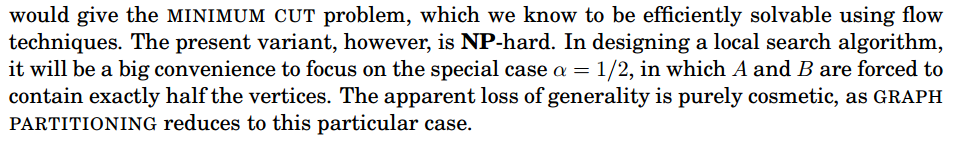 would give the MINIMUM CUT problem, which we know to be efficiently solvable using flow
techniques. The present variant, however, is NP-hard. In designing a local search algorithm,
it will be a big convenience to focus on the special case α = 1/2, in which A and B are forced to
contain exactly half the vertices. The apparent loss of generality is purely cosmetic, as GRAPH
PARTITIONING reduces to this particular case.